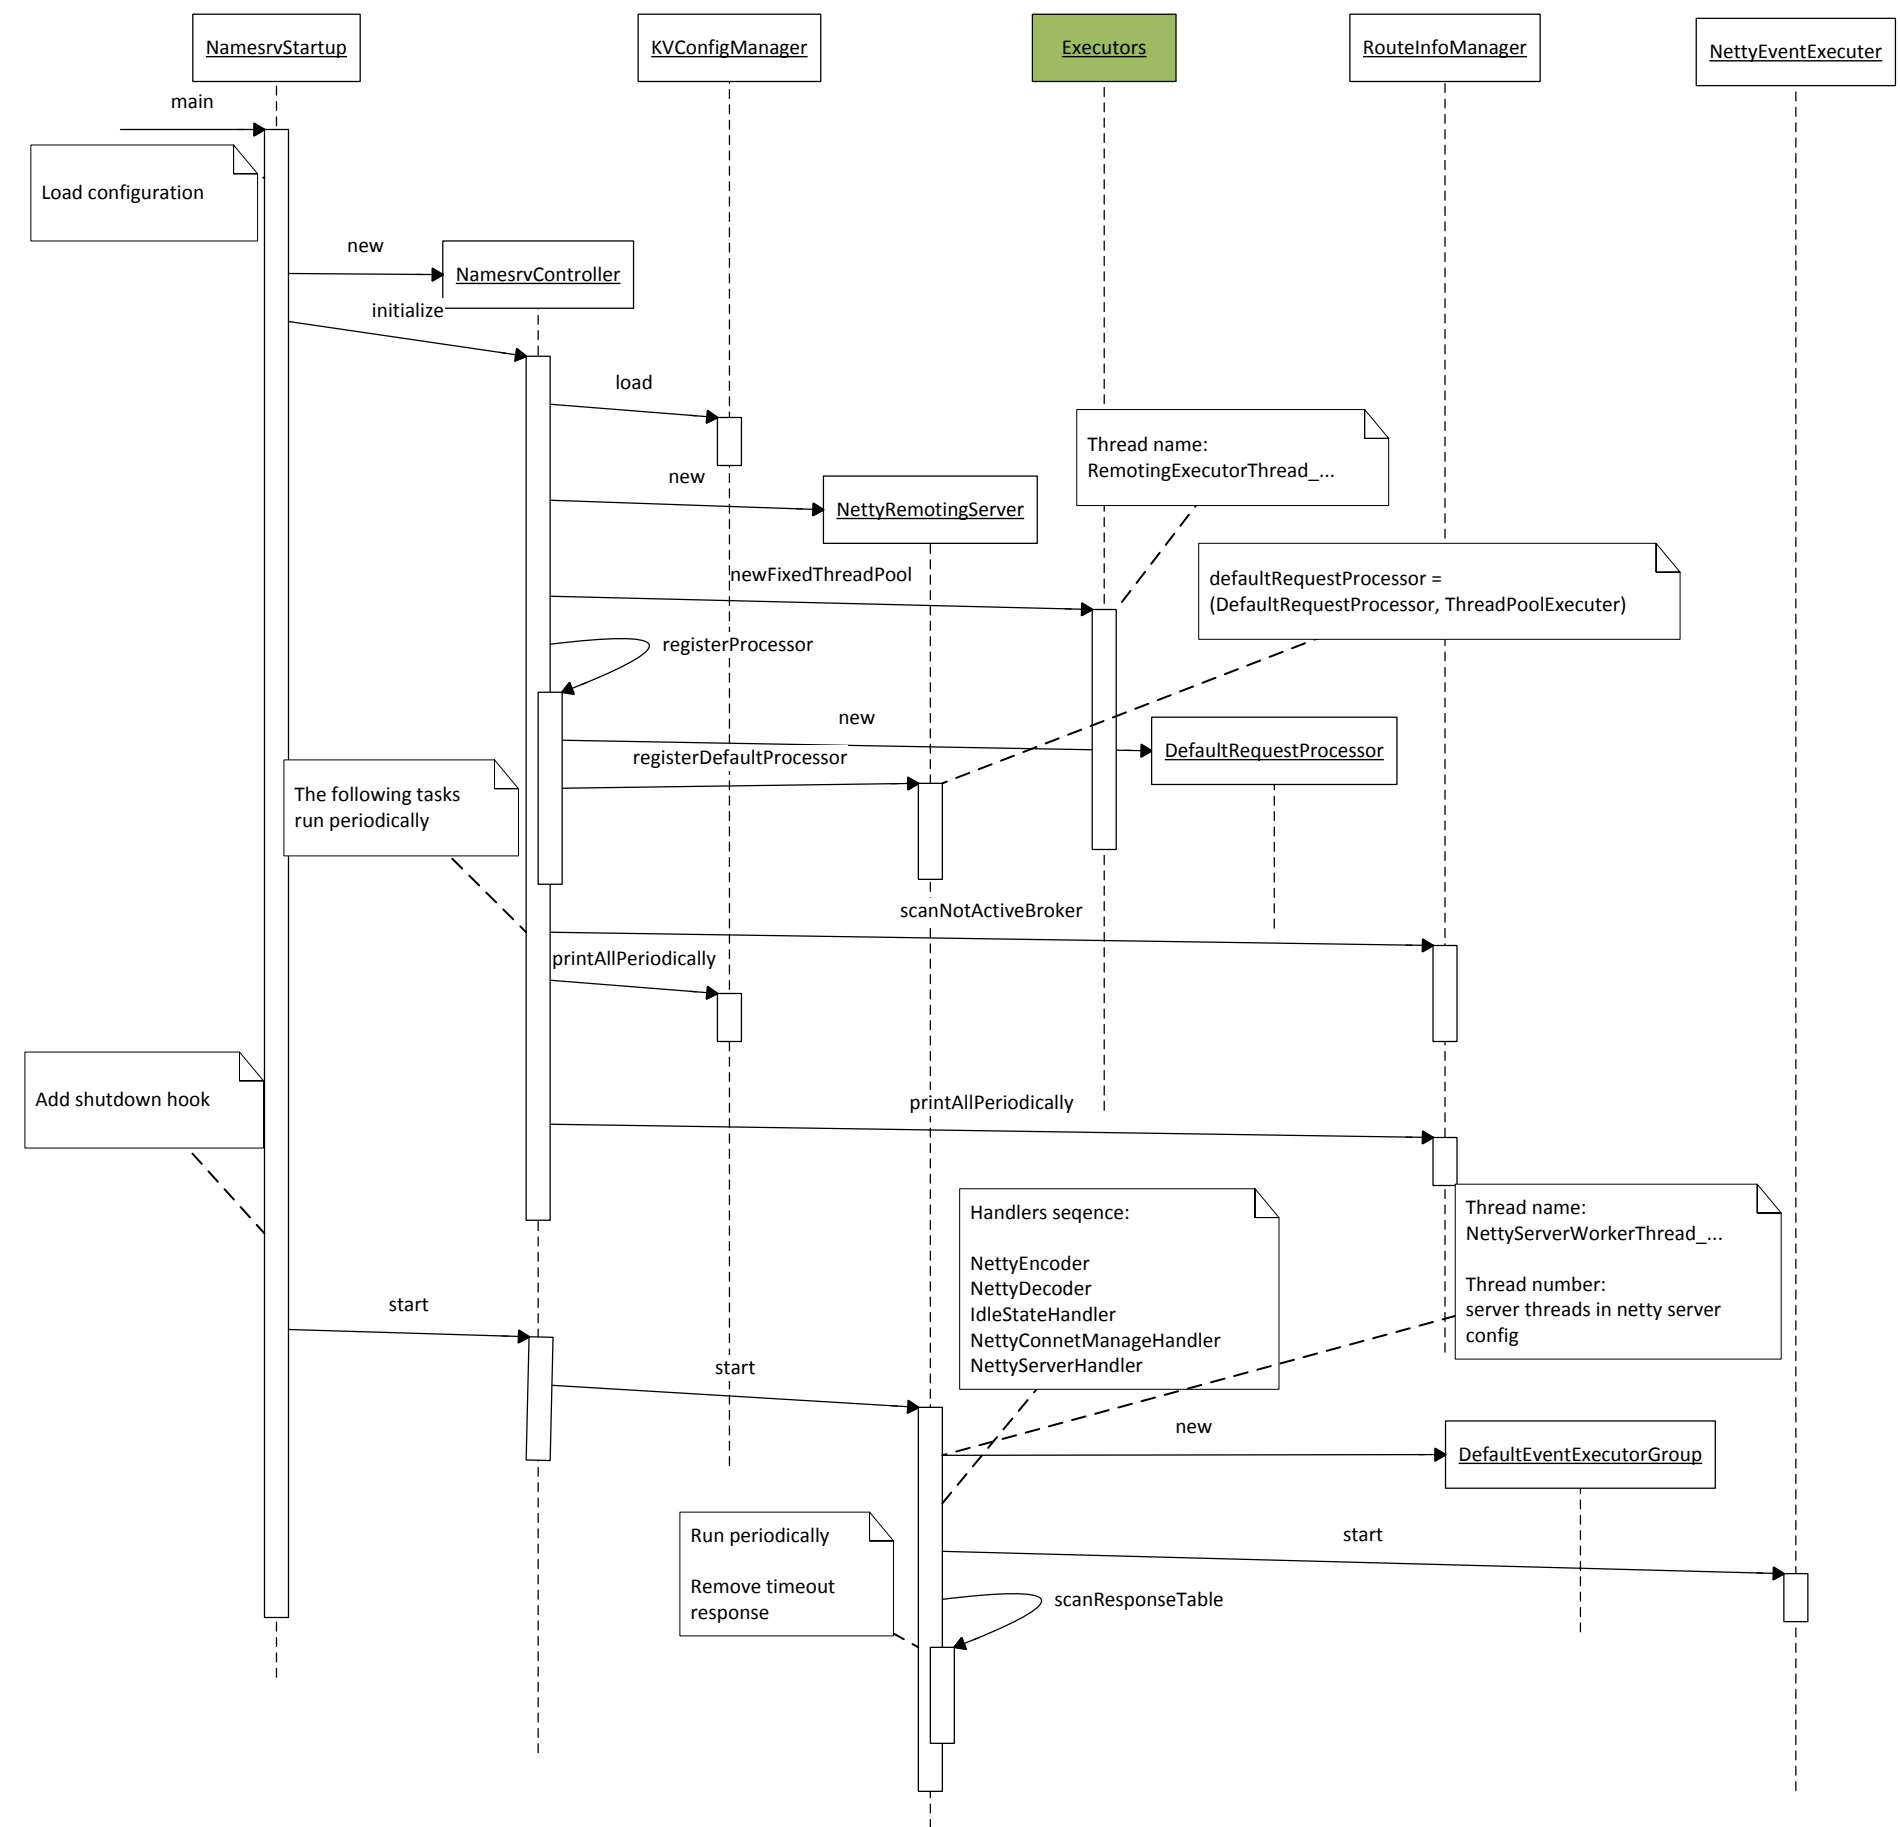 NamesrvStartup
KVConfigManager
Executors
RouteInfoManager
NettyEventExecuter
main
Load configuration
new
NamesrvController
initialize
load
Thread name:
RemotingExecutorThread_...
new
NettyRemotingServer
newFixedThreadPool
defaultRequestProcessor =
(DefaultRequestProcessor, ThreadPoolExecuter)
registerProcessor
new
DefaultRequestProcessor
registerDefaultProcessor
The following tasks
run periodically
scanNotActiveBroker
printAllPeriodically
Add shutdown hook
printAllPeriodically
Handlers seqence:
NettyEncoder
NettyDecoder
IdleStateHandler
NettyConnetManageHandler
NettyServerHandler
Thread name:
NettyServerWorkerThread_...
Thread number:
server threads in netty server
config
start
start
new
DefaultEventExecutorGroup
Run periodically
Remove timeout
response
start
scanResponseTable